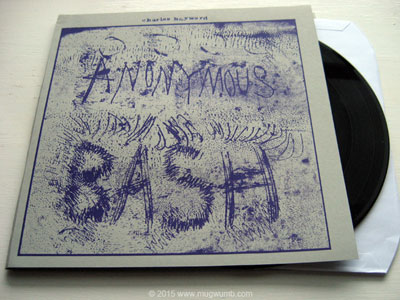 charles hayward
ANONYMOUS
BASH
© 2015 www.mugwumb.com